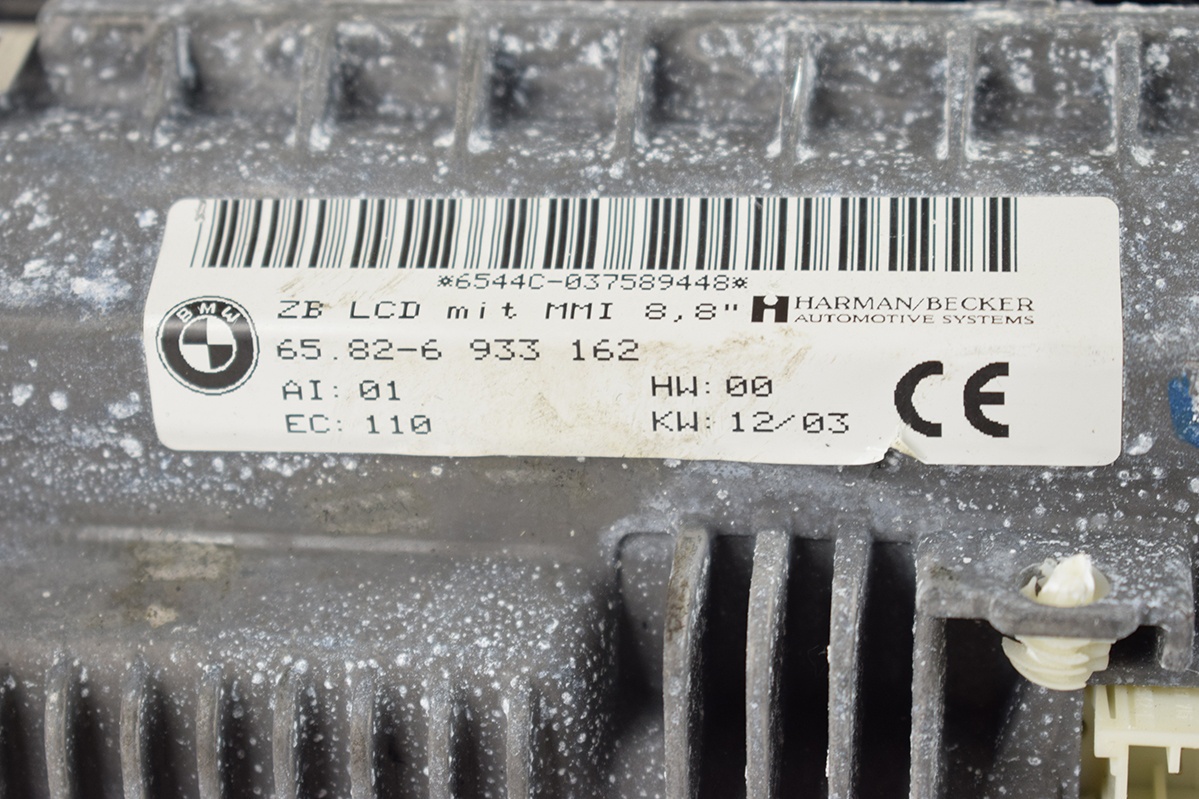 *6544C-037589448*
ZB LCD mit MMI 8,8"
HARMAN/BECKER
AUTOMOTIVE SYSTEMS
BMW
65.82-6 933 162
AI: 01
HW: 00
EC: 110
KW: 12/03
CE